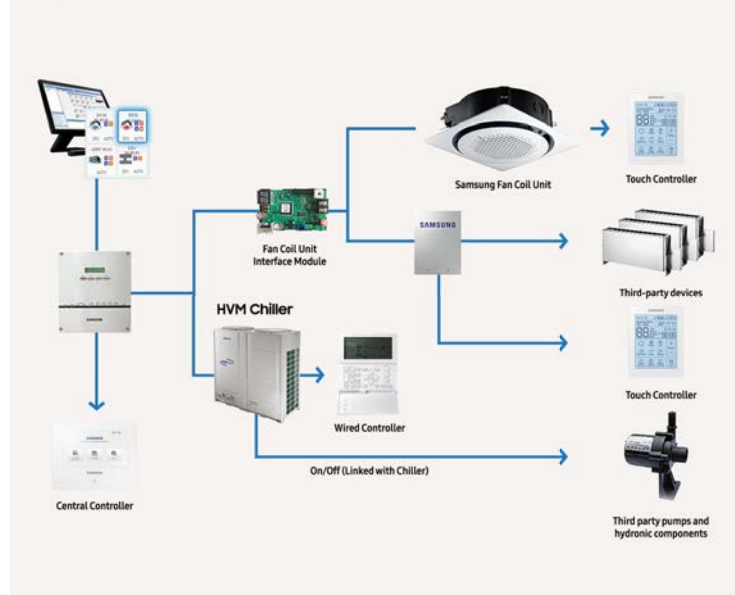 Samsung Fan Coil Unit
Touch Controller
Fan Coil Unit
Interface Module
SAMSUNG
Third-party devices
HVM Chiller
Wired Controller
Touch Controller
On/Off (Linked with Chiller)
Central Controller
Third party pumps and
hydronic components